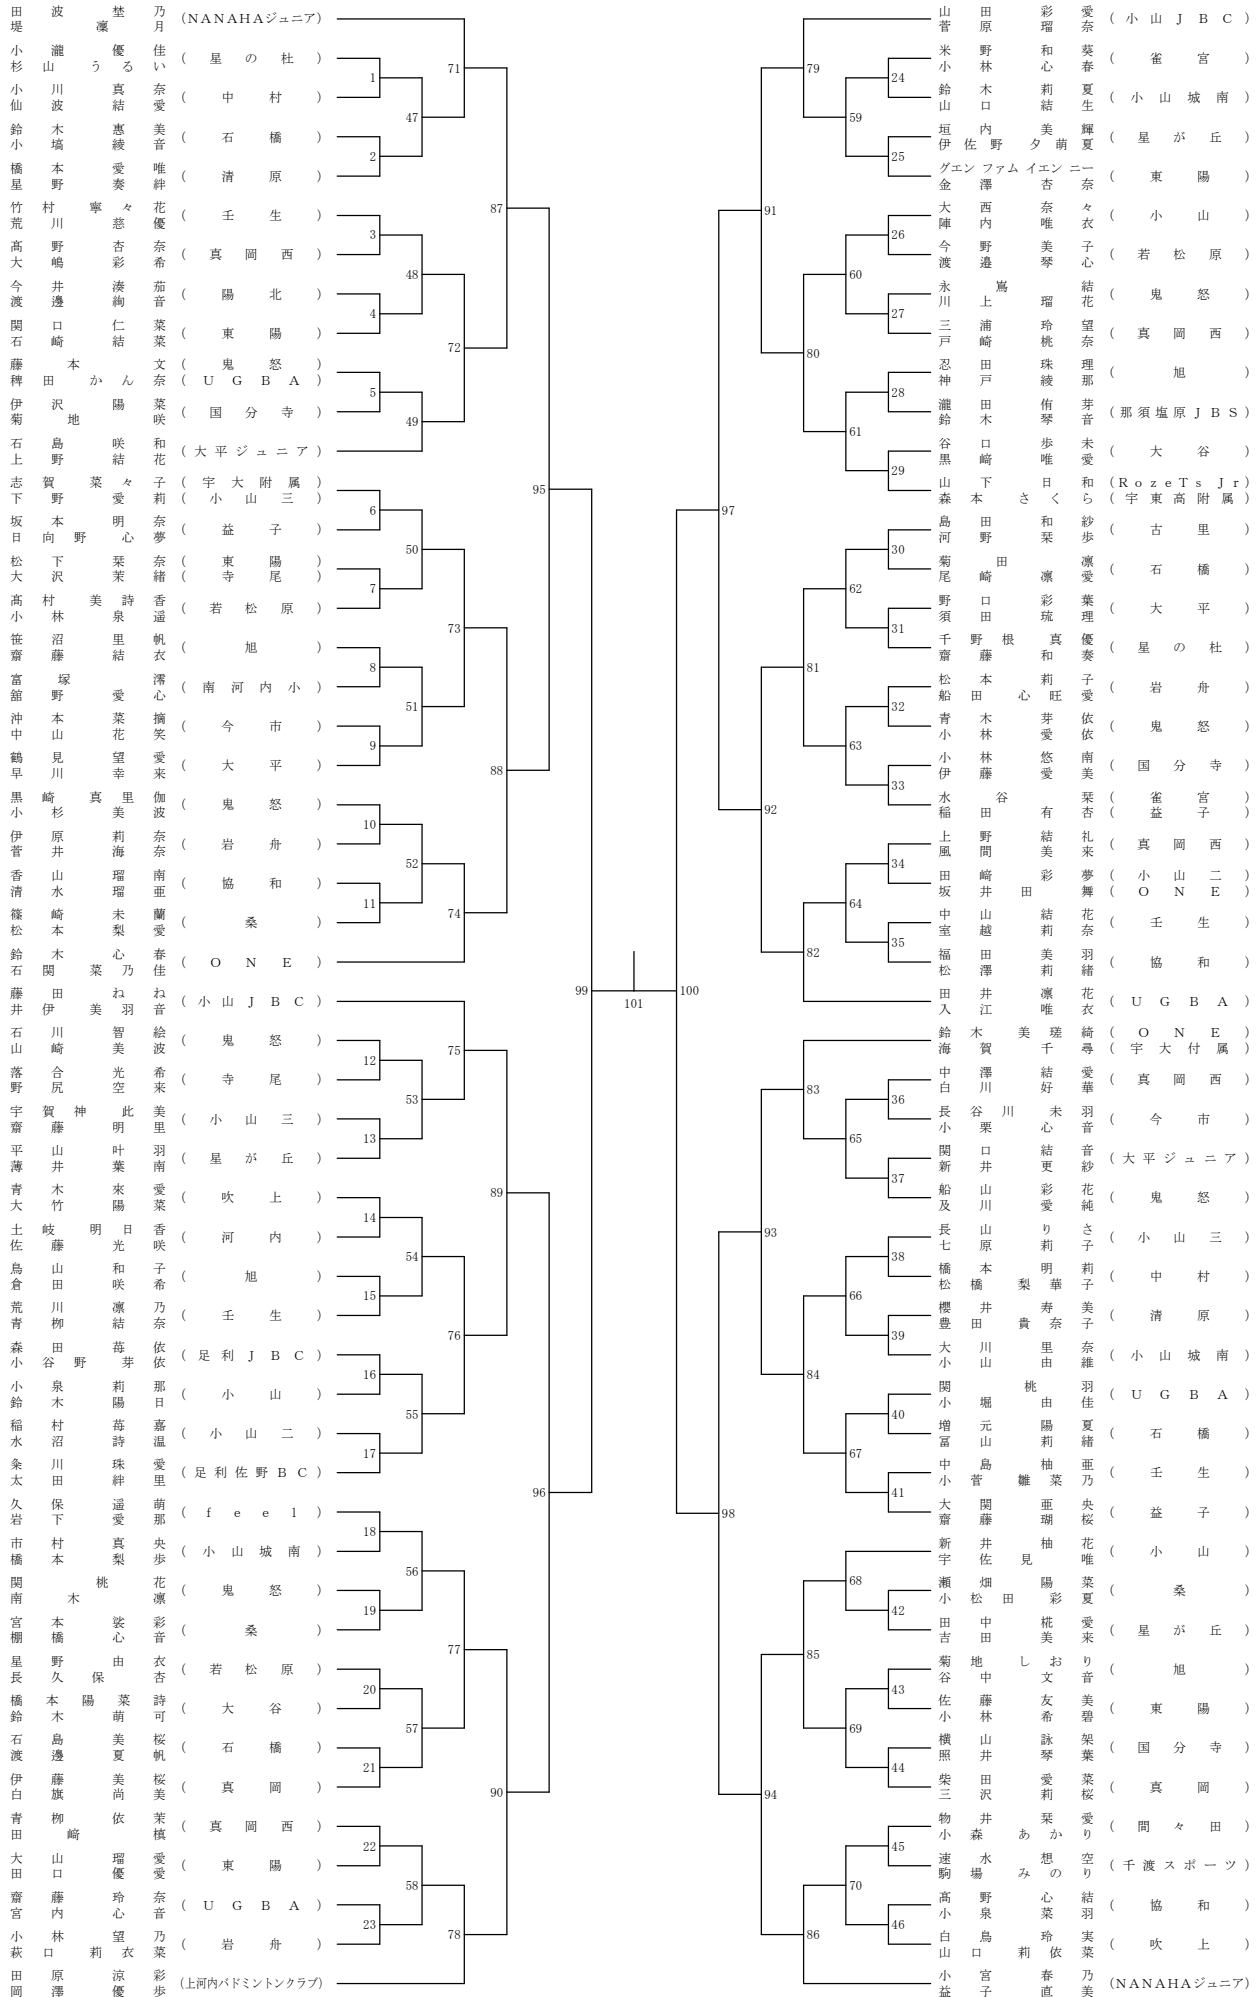 田波埜乃
堤凜月
(NANAHAジュニア)
小瀧優佳
杉山うるい
(星の杜)
小川真奈
仙波結愛
(中村)
鈴木惠美
小塙綾音
(石橋)
橋本愛唯
星野奏絆
(清原)
竹村寧々花
荒川慈優
(壬生)
髙野杏奈
大嶋彩希
(真岡西)
今井湊茄
渡邊絢音
(陽北)
関口仁菜
石崎結菜
(東陽)
藤本文(鬼怒)
稗田かん奈(UGBA)
伊沢陽菜
菊地咲
(国分寺)
石島咲和
上野結花
(大平ジュニア)
志賀菜々子(宇大附属)
下野愛莉(小山三)
坂本明奈
日向野心夢
(益子)
松下栞奈(東陽)
大沢茉緒(寺尾)
髙村美詩香
小林泉遥
(若松原)
笹沼里帆
齋藤結衣
(旭)
富塚澪
舘野愛心
(南河内小)
沖本菜摘
中山花笑
(今市)
鶴見望愛
早川幸来
(大平)
黒崎真里伽
小杉美波
(鬼怒)
伊原莉奈
菅井海奈
(岩舟)
香山瑠南
清水瑠亜
(協和)
篠崎未蘭
松本梨愛
(桑)
鈴木心春
石関菜乃佳
(ONE)
藤田ねね
井伊美羽音
(小山JBC)
石川智絵
山崎美波
(鬼怒)
落合光希
野尻空来
(寺尾)
宇賀神此美
齋藤明里
(小山三)
平山叶羽
薄井葉南
(星が丘)
青木來愛
大竹陽菜
(吹上)
土岐明日香
佐藤光咲
(河内)
鳥山和子
倉田咲希
(旭)
荒川凛乃
青栁結奈
(壬生)
森田苺依
小谷野芽依
(足利JBC)
小泉莉那
鈴木陽日
(小山)
稲村苺嘉
水沼詩温
(小山二)
粂川珠愛
太田絆里
(足利佐野BC)
久保遥萌
岩下愛那
(feel)
市村真央
橋本梨歩
(小山城南)
関桃花
南木凛
(鬼怒)
宮本裟彩
棚橋心音
(桑)
星野由衣
長久保杏
(若松原)
橋本陽菜詩
鈴木萌可
(大谷)
石島美桜
渡邊夏帆
(石橋)
伊藤美桜
白旗尚美
(真岡)
青栁依茉
田崎槙
(真岡西)
大山瑠愛
田口優愛
(東陽)
齋藤玲奈
宮内心音
(UGBA)
小林望乃
萩口莉衣菜
(岩舟)
田原涼彩
岡澤優歩
(上河内バドミントンクラブ)
1
2
3
4
5
6
7
8
9
10
11
12
13
14
15
16
17
18
19
20
21
22
23
47
48
49
50
51
52
53
54
55
56
57
58
71
72
73
74
75
76
77
78
87
88
89
90
95
96
99
101
100
97
98
91
92
93
94
79
80
81
82
83
84
85
86
59
60
61
62
63
64
65
66
67
68
69
70
24
25
26
27
28
29
30
31
32
33
34
35
36
37
38
39
40
41
42
43
44
45
46
山田彩愛
菅原瑠奈
(小山JBC)
米野和葵
小林心春
(雀宮)
鈴木莉夏
山口結生
(小山城南)
垣内美輝
伊佐野夕萌夏
(星が丘)
グエン ファム イエン ニー
金澤杏奈
(東陽)
大西奈々
陣内唯衣
(小山)
今野美子
渡邉琴心
(若松原)
永嶌結
川上瑠花
(鬼怒)
三浦玲望
戸崎桃奈
(真岡西)
忍田珠理
神戸綾那
(旭)
瀧田侑芽
鈴木琴音
(那須塩原JBS)
谷口歩未
黒﨑唯愛
(大谷)
山下日和(RozeTs Jr)
森本さくら(宇東高附属)
島田和紗
河野栞歩
(古里)
菊田凛
尾崎凛愛
(石橋)
野口彩葉
須田琉理
(大平)
千野根真優
齋藤和奏
(星の杜)
松本莉子
船田心旺愛
(岩舟)
青木芽依
小林愛依
(鬼怒)
小林悠南
伊藤愛美
(国分寺)
水谷栞(雀宮)
稲田有杏(益子)
上野結礼
風間美来
(真岡西)
田﨑彩夢(小山二)
坂井田舞(ONE)
中山結花
室越莉奈
(壬生)
福田美羽
松澤莉緒
(協和)
田井凛花
入江唯衣
(UGBA)
鈴木美瑳綺(ONE)
海賀千尋(宇大付属)
中澤結愛
白川好華
(真岡西)
長谷川未羽
小栗心音
(今市)
関口結音
新井更紗
(大平ジュニア)
船山彩花
及川愛純
(鬼怒)
長山りさ
七原莉子
(小山三)
橋本明莉
松橋梨華子
(中村)
櫻井寿美
豊田貴奈子
(清原)
大川里奈
小山由維
(小山城南)
関桃羽
小堀由佳
(UGBA)
増元陽夏
冨山莉緒
(石橋)
中島柚亜
小菅雛菜乃
(壬生)
大関亜央
齋藤瑚桜
(益子)
新井柚花
宇佐見唯
(小山)
瀬畑陽菜
小松田彩夏
(桑)
田中椛愛
吉田美来
(星が丘)
菊地しおり
谷中文音
(旭)
佐藤友美
小林希碧
(東陽)
横山詠架
照井琴葉
(国分寺)
柴田愛菜
三沢莉桜
(真岡)
物井栞愛
小森あかり
(間々田)
速水想空
駒場みのり
(千渡スポーツ)
髙野心結
小泉菜羽
(協和)
白鳥玲実
山口莉依菜
(吹上)
小宮春乃
益子直美
(NANAHAジュニア)